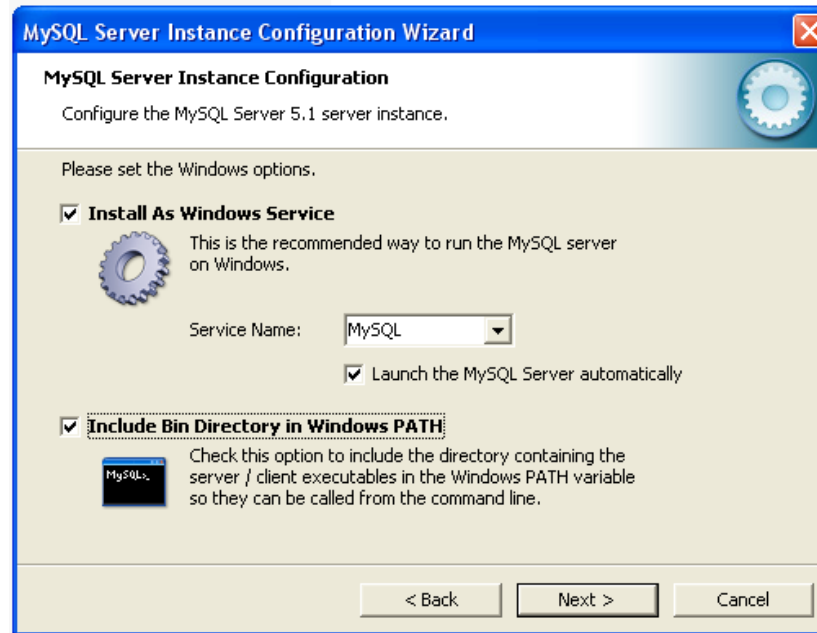 MySQL Server Instance Configuration Wizard
MySQL Server Instance Configuration
Configure the MySQL Server 5.1 server instance.
Please set the Windows options.
Install As Windows Service
This is the recommended way to run the MySQL server
on Windows.
Service Name: MySQL
Launch the MySQL Server automatically
Include Bin Directory in Windows PATH
MySQL>_
Check this option to include the directory containing the
server / client executables in the Windows PATH variable
so they can be called from the command line.
< Back Next > Cancel